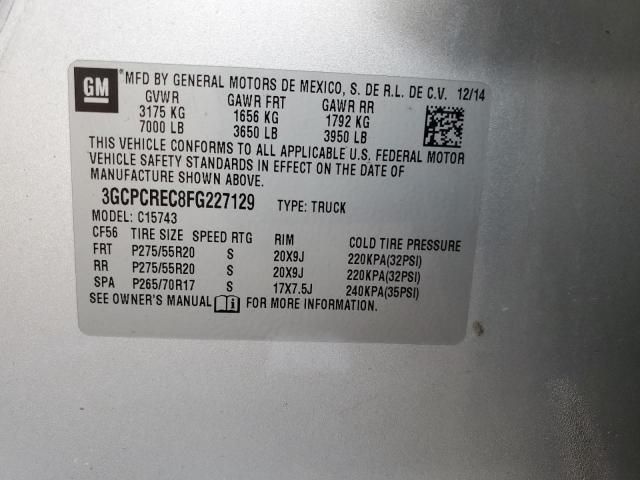 GM
*MFD BY GENERAL MOTORS DE MEXICO, S. DE R.L. DE C.V. 12/14
GVWR GAWR FRT GAWR RR
3175 KG 1656 KG 1792 KG
7000 LB 3650 LB 3950 LB
THIS VEHICLE CONFORMS TO ALL APPLICABLE U.S. FEDERAL MOTOR
VEHICLE SAFETY STANDARDS IN EFFECT ON THE DATE OF
MANUFACTURE SHOWN ABOVE.
3GCPCREC8FG227129 TYPE: TRUCK
MODEL: C15743
CF56 TIRE SIZE SPEED RTG RIM COLD TIRE PRESSURE
FRT P275/55R20 S 20X9J 220KPA(32PSI)
RR P275/55R20 S 20X9J 220KPA(32PSI)
SPA P265/70R17 S 17X7.5J 240KPA(35PSI)
SEE OWNER'S MANUAL i FOR MORE INFORMATION.